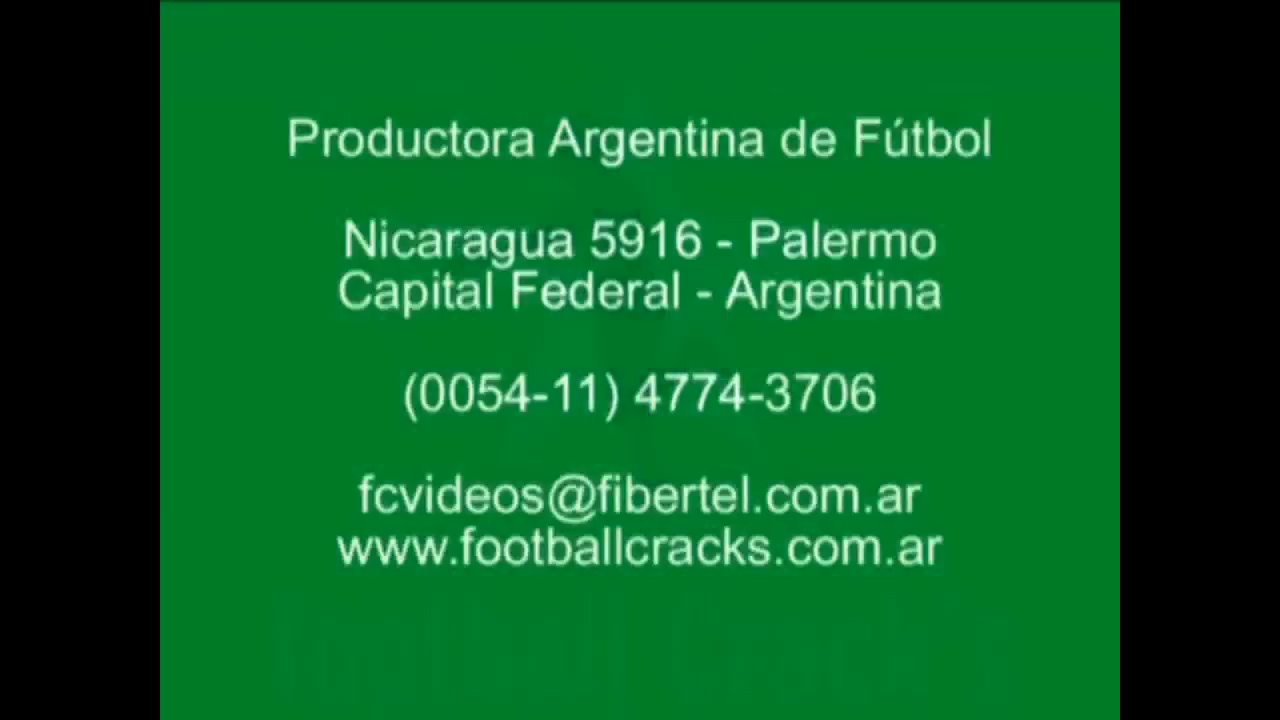 Productora Argentina de Fútbol
Nicaragua 5916 - Palermo
Capital Federal - Argentina
(0054-11) 4774-3706
fcvideos@fibertel.com.ar
www.footballcracks.com.ar